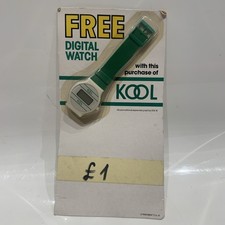 FREE
DIGITAL
WATCH
with this
purchase of
KOOL
£1